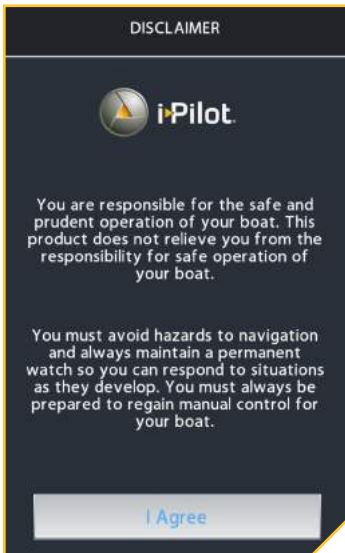 DISCLAIMER
i-Pilot.
You are responsible for the safe and
prudent operation of your boat. This
product does not relieve you from the
responsibility for safe operation of
your boat.
You must avoid hazards to navigation
and always maintain a permanent
watch so you can respond to situations
as they develop. You must always be
prepared to regain manual control for
your boat.
I Agree